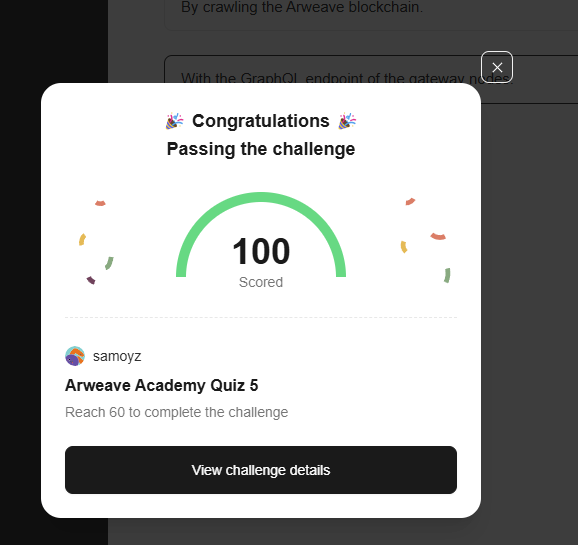 By crawling the Arweave blockchain.
With the GraphQL endpoint of the gateway nodes.
Congratulations
Passing the challenge
100
Scored
samoyz
Arweave Academy Quiz 5
Reach 60 to complete the challenge
View challenge details